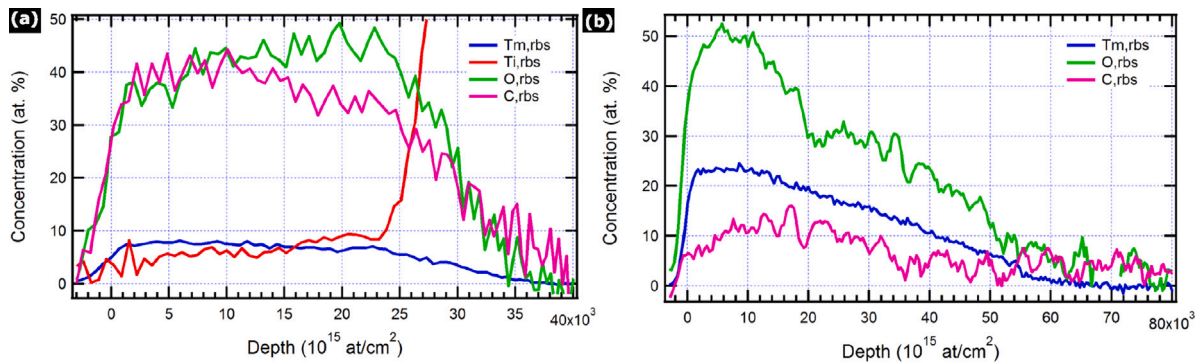 (a)
50
40
30
20
10
0
Concentration (at. %)
Tm,rbs
Ti,rbs
O,rbs
C,rbs
0
5
10
15
20
25
30
35
40x10³
Depth (10¹⁵ at/cm²)
(b)
50
40
30
20
10
0
Concentration (at. %)
Tm,rbs
O,rbs
C,rbs
0
10
20
30
40
50
60
70
80x10³
Depth (10¹⁵ at/cm²)